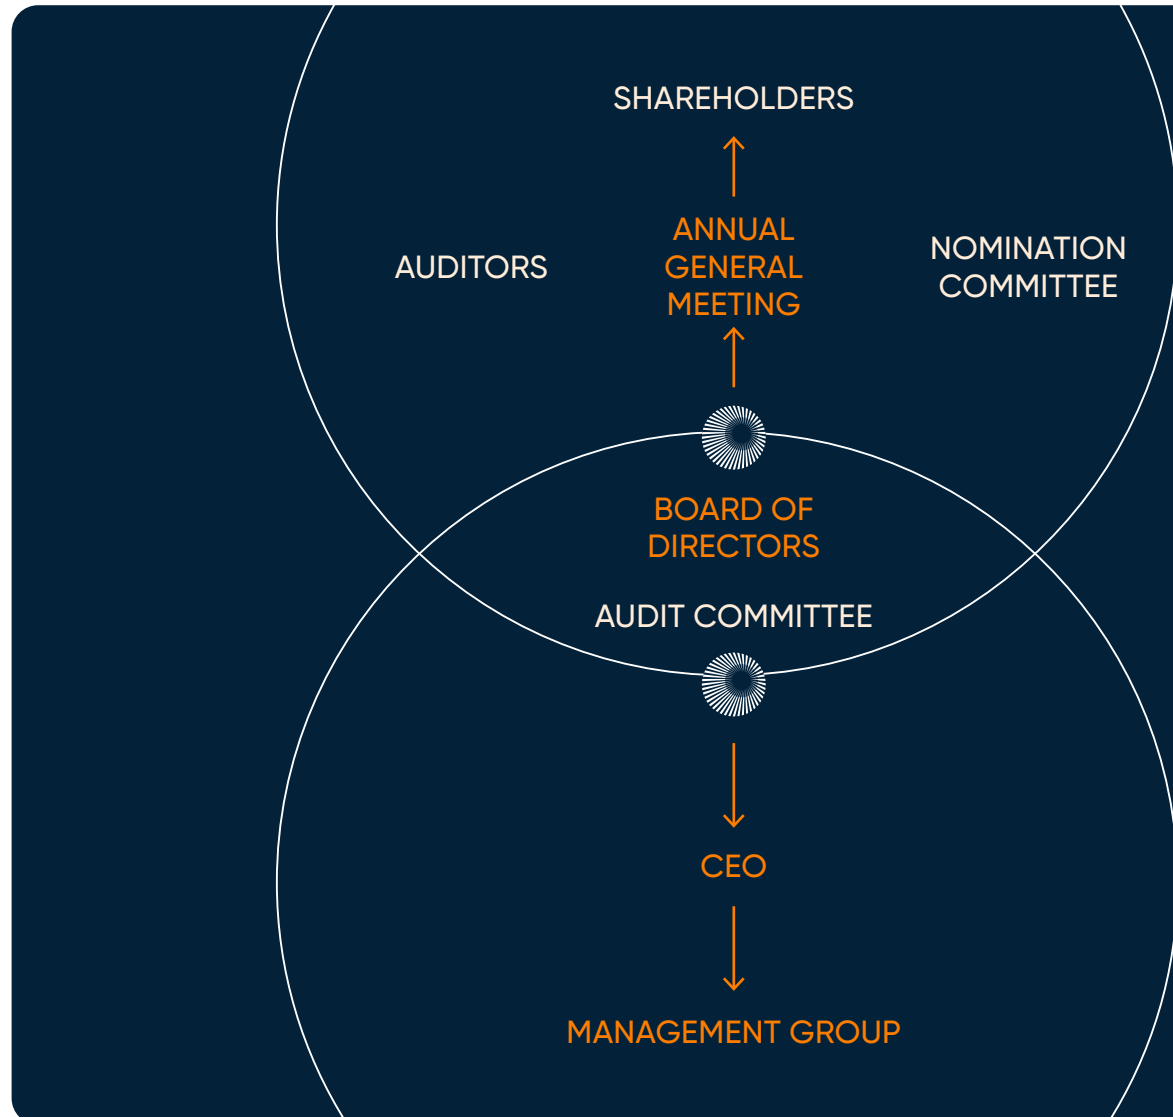 SHAREHOLDERS
ANNUAL
GENERAL
MEETING
AUDITORS
NOMINATION
COMMITTEE
BOARD OF
DIRECTORS
AUDIT COMMITTEE
CEO
MANAGEMENT GROUP